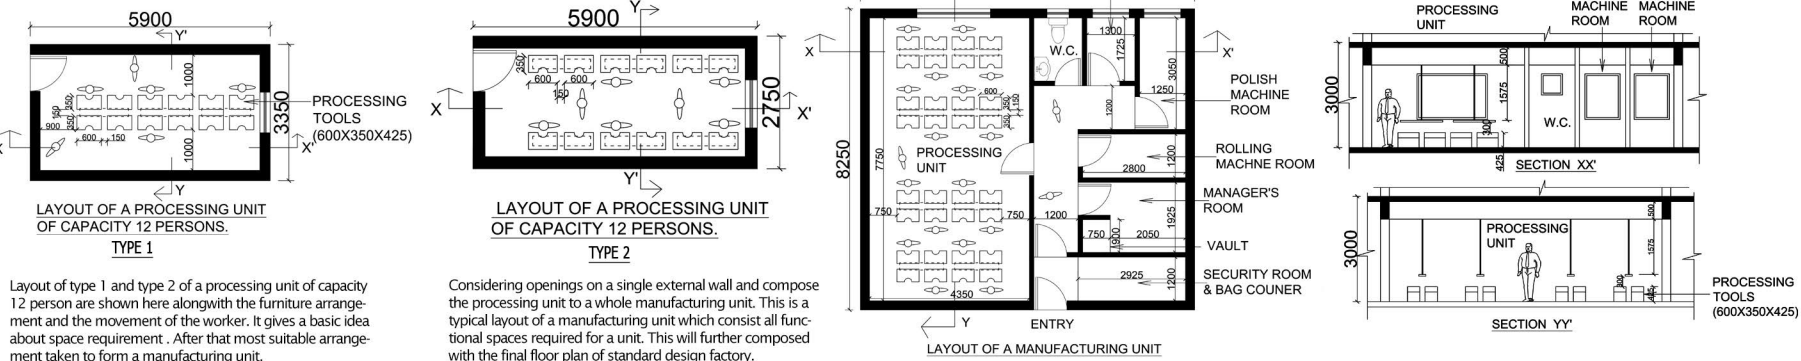 5900
Y'
X
X'
Y
3350
1000
1000
900
150
350
350
600
150
PROCESSING
TOOLS
(600X350X425)
LAYOUT OF A PROCESSING UNIT
OF CAPACITY 12 PERSONS.
TYPE 1
Layout of type 1 and type 2 of a processing unit of capacity
12 person are shown here alongwith the furniture arrange-
ment and the movement of the worker. It gives a basic idea
about space requirement . After that most suitable arrange-
ment taken to form a manufacturing unit.
Y
5900
350
600
600
150
X
X'
2750
Y'
LAYOUT OF A PROCESSING UNIT
OF CAPACITY 12 PERSONS.
TYPE 2
Considering openings on a single external wall and compose
the processing unit to a whole manufacturing unit. This is a
typical layout of a manufacturing unit which consist all func-
tional spaces required for a unit. This will further composed
with the final floor plan of standard design factory.
8250
7750
X
X'
W.C.
1300
1725
3050
1250
1200
600
350
150
350
PROCESSING
UNIT
750
750
1200
2800
1200
1925
750
900
2050
2925
1200
4350
POLISH
MACHINE
ROOM
ROLLING
MACHNE ROOM
MANAGER'S
ROOM
VAULT
SECURITY ROOM
& BAG COUNER
Y
ENTRY
LAYOUT OF A MANUFACTURING UNIT
PROCESSING
UNIT
MACHINE
ROOM
MACHINE
ROOM
3000
500
1575
300
425
W.C.
SECTION XX'
3000
PROCESSING
UNIT
500
1575
300
425
PROCESSING
TOOLS
(600X350X425)
SECTION YY'